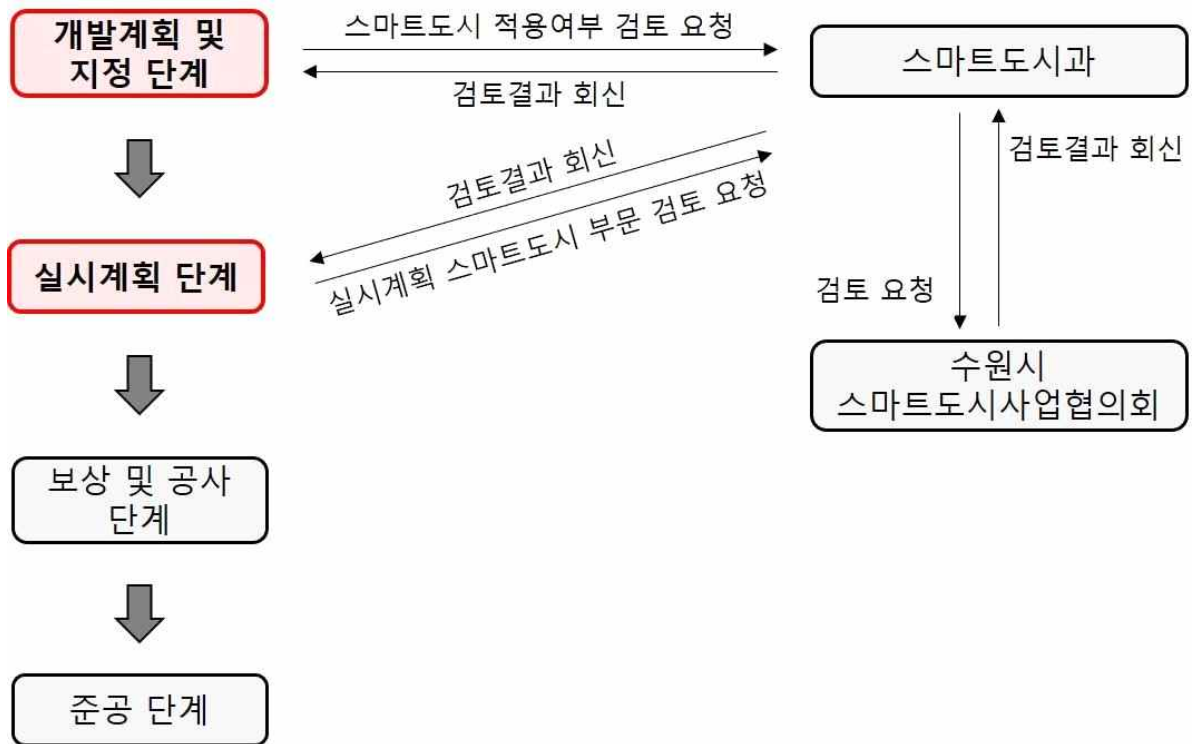 개발계획 및
지정 단계
스마트도시 적용여부 검토 요청
검토결과 회신
스마트도시과
검토결과 회신
실시계획 스마트도시 부문 검토 요청
검토결과 회신
실시계획 단계
검토 요청
수원시
스마트도시사업협의회
보상 및 공사
단계
준공 단계